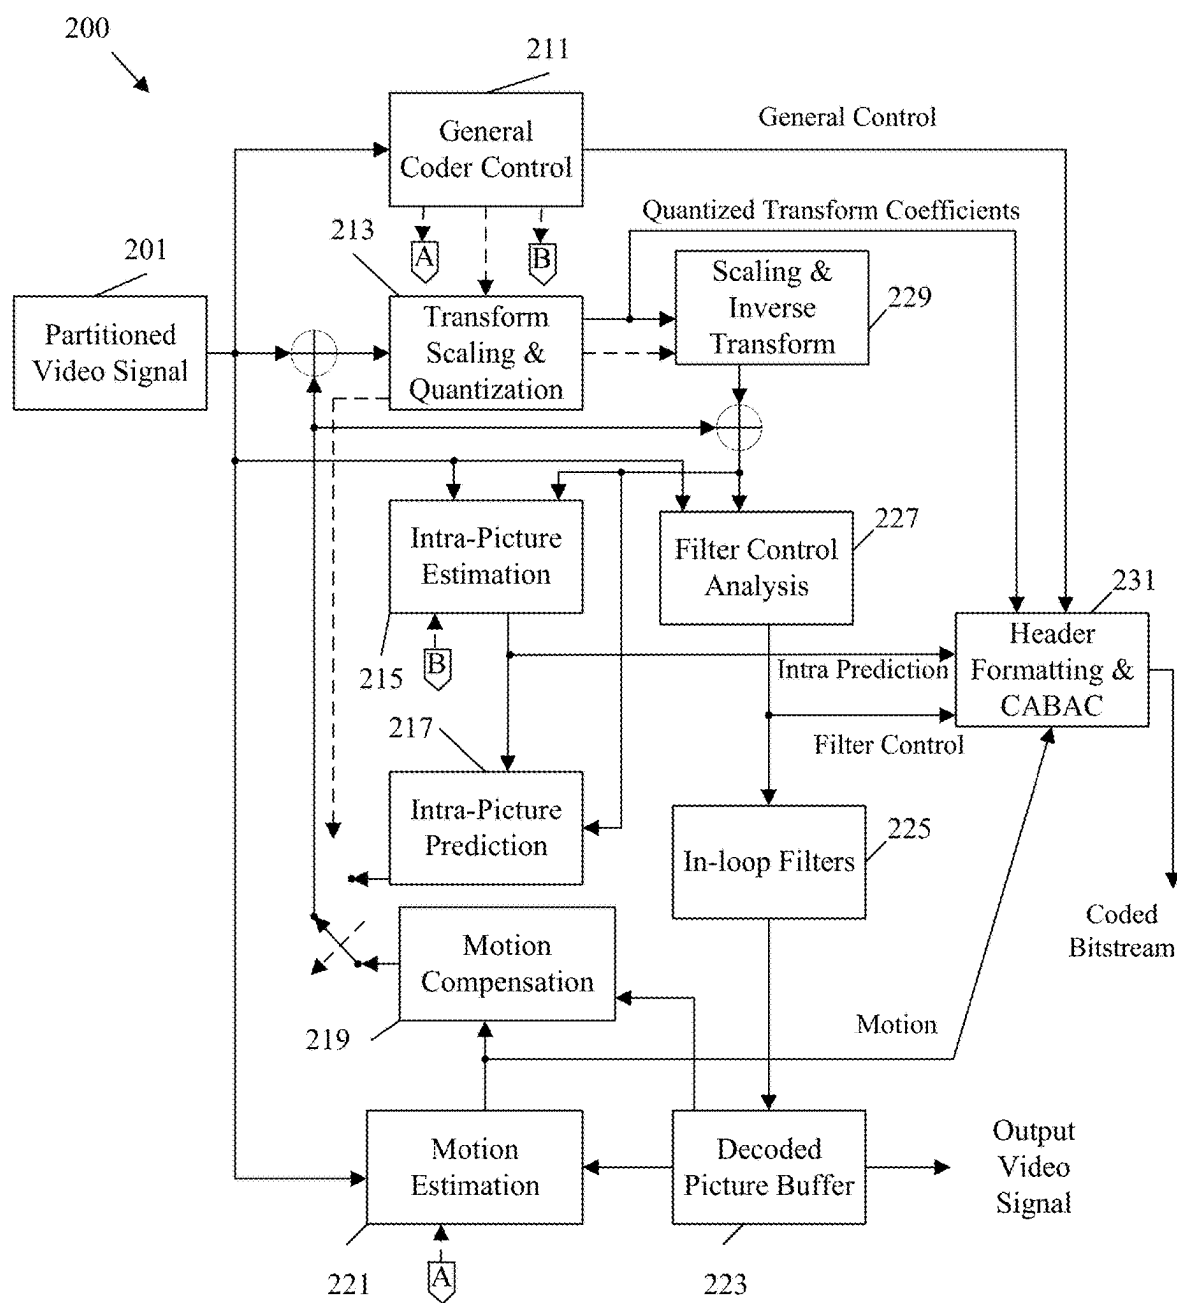 200
211
General
Coder Control
General Control
Quantized Transform Coefficients
213
A
B
201
Partitioned
Video Signal
Transform
Scaling &
Quantization
Scaling &
Inverse
Transform
229
Intra-Picture
Estimation
215
B
227
Filter Control
Analysis
231
Header
Formatting &
CABAC
Intra Prediction
Filter Control
217
Intra-Picture
Prediction
225
In-loop Filters
Coded
Bitstream
Motion
Compensation
219
Motion
Motion
Estimation
221
A
Decoded
Picture Buffer
223
Output
Video
Signal